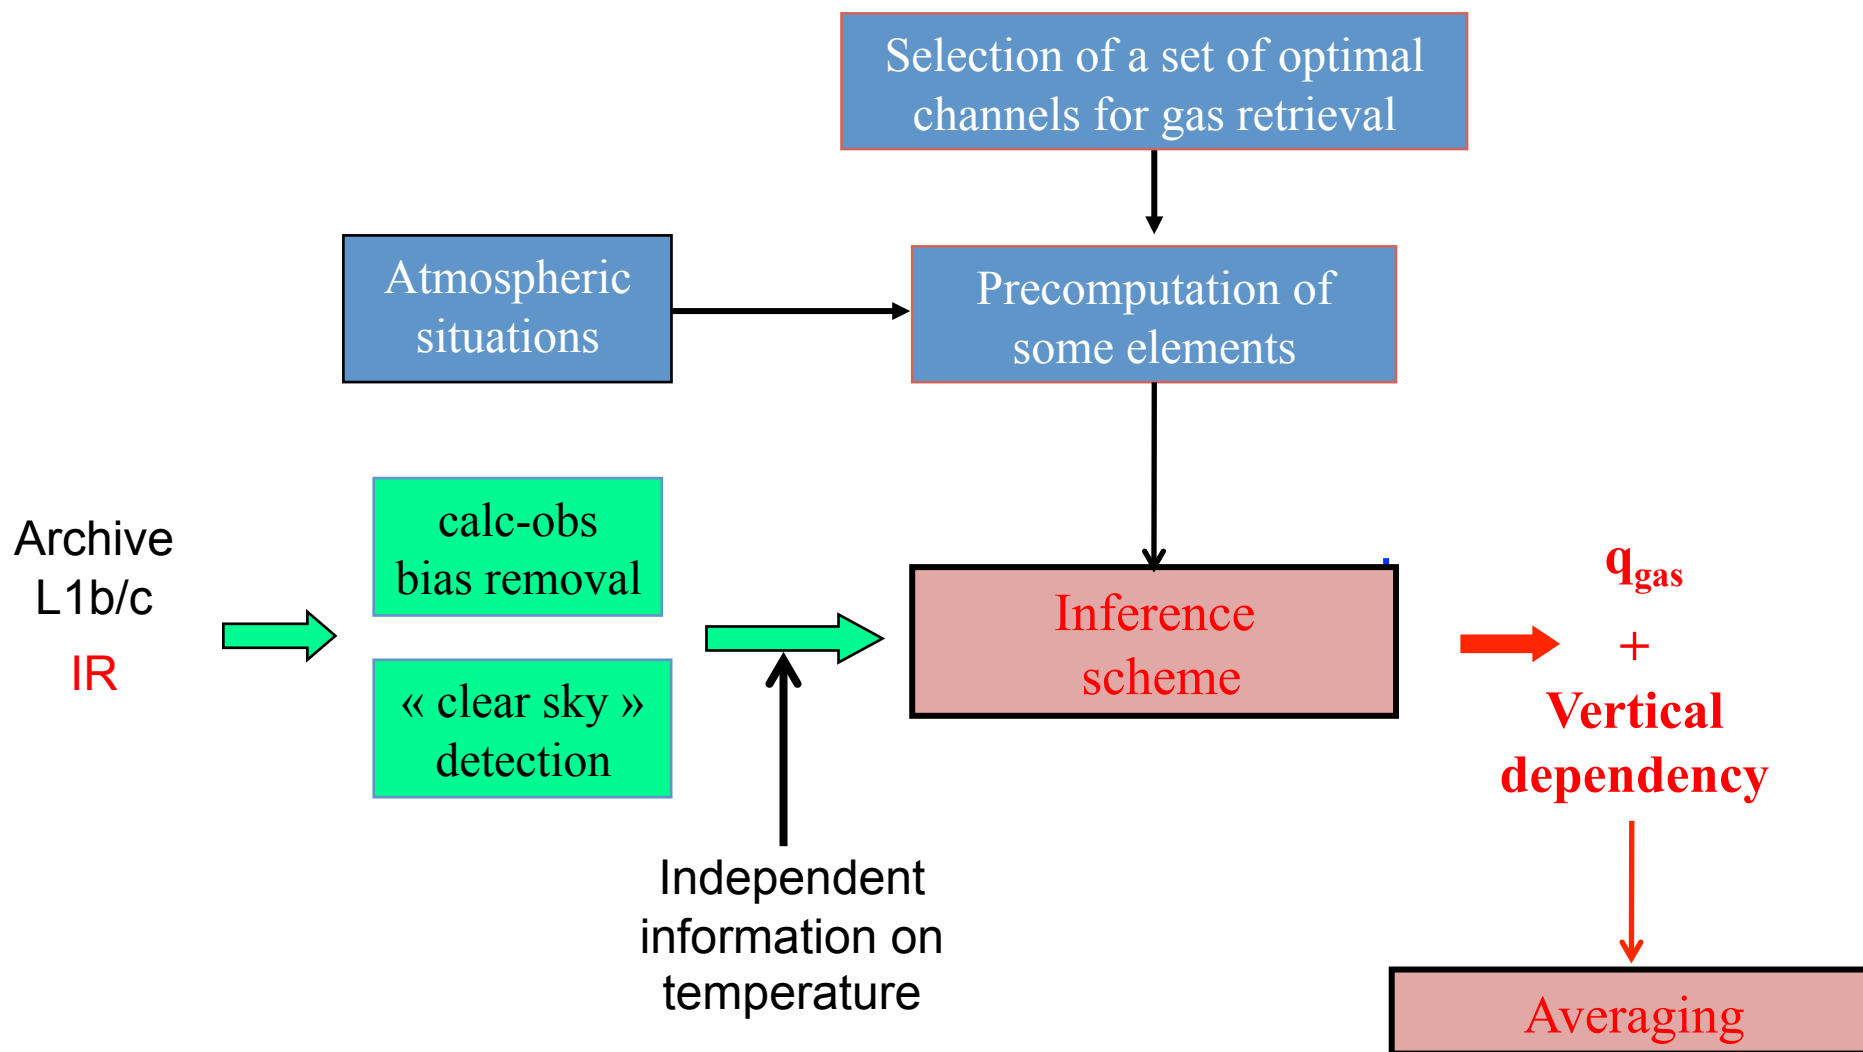 Selection of a set of optimal
channels for gas retrieval
Atmospheric
situations
Precomputation of
some elements
Archive
L1b/c
IR
calc-obs
bias removal
« clear sky »
detection
Inference
scheme
qgas
+
Vertical
dependency
Independent
information on
temperature
Averaging